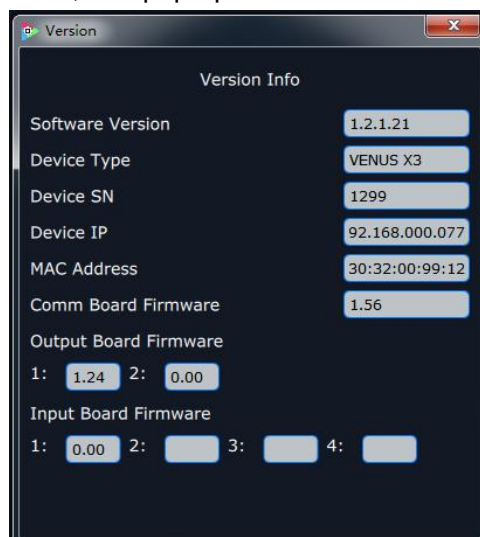 Version
Version Info
Software Version 1.2.1.21
Device Type VENUS X3
Device SN 1299
Device IP 92.168.000.077
MAC Address 30:32:00:99:12
Comm Board Firmware 1.56
Output Board Firmware
1: 1.24 2: 0.00
Input Board Firmware
1: 0.00 2: 3: 4: